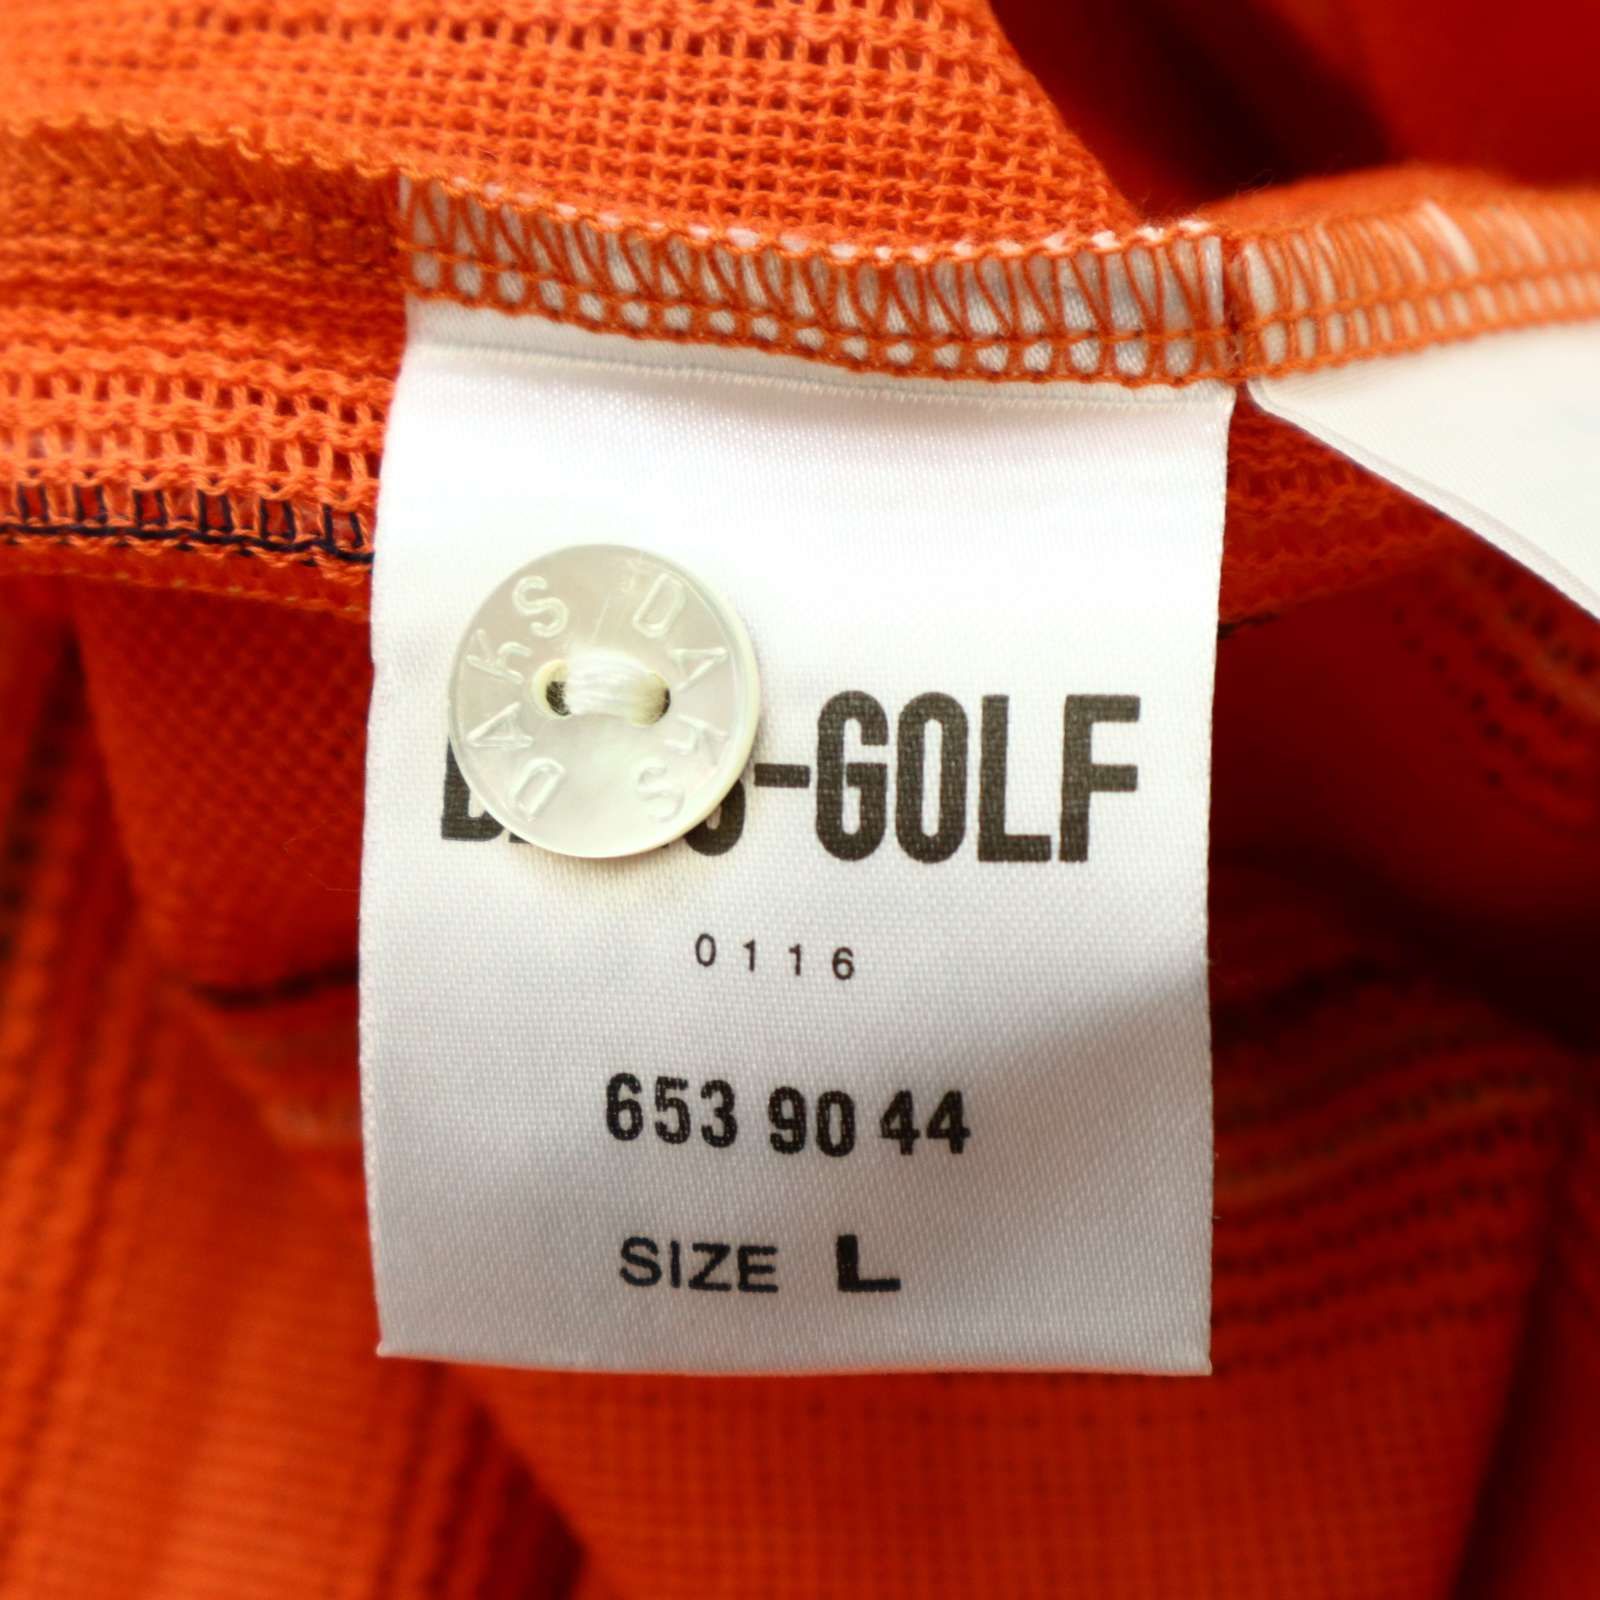 DAKS DAKS
-GOLF
0116
653 90 44
SIZE L